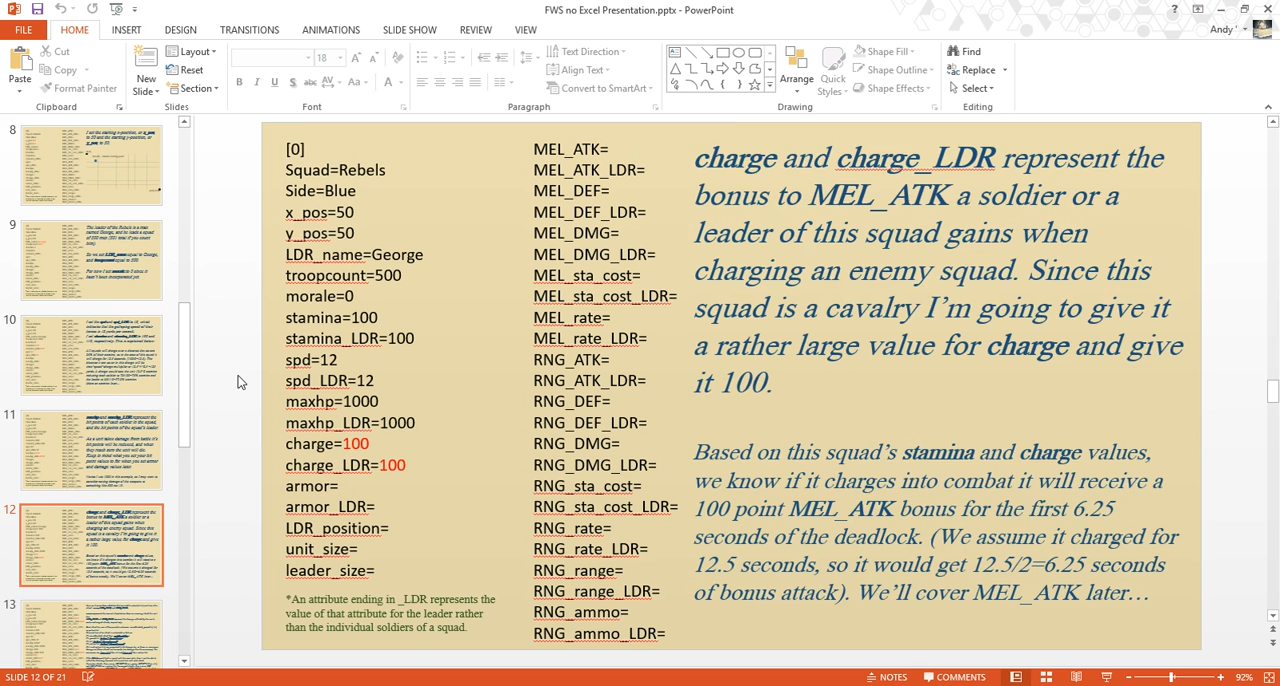 FWS no Excel Presentation.pptx - PowerPoint
FILE HOME INSERT DESIGN TRANSITIONS ANIMATIONS SLIDE SHOW REVIEW VIEW
Andy
Paste
Cut
Copy
Format Painter
Clipboard
New Slide
Layout
Reset
Section
Slides
18
Font
Text Direction
Align Text
Convert to SmartArt
Paragraph
Arrange
Quick Styles
Shape Fill
Shape Outline
Shape Effects
Drawing
Find
Replace
Select
Editing
8
9
10
11
12
13
[0]
Squad=Rebels
Side=Blue
x_pos=50
y_pos=50
LDR_name=George
troopcount=500
morale=0
stamina=100
stamina_LDR=100
spd=12
spd_LDR=12
maxhp=1000
maxhp_LDR=1000
charge=100
charge_LDR=100
armor=
armor_LDR=
LDR_position=
unit_size=
leader_size=
*An attribute ending in _LDR represents the
value of that attribute for the leader rather
than the individual soldiers of a squad.
MEL_ATK=
MEL_ATK_LDR=
MEL_DEF=
MEL_DEF_LDR=
MEL_DMG=
MEL_DMG_LDR=
MEL_sta_cost=
MEL_sta_cost_LDR=
MEL_rate=
MEL_rate_LDR=
RNG_ATK=
RNG_ATK_LDR=
RNG_DEF=
RNG_DEF_LDR=
RNG_DMG=
RNG_DMG_LDR=
RNG_sta_cost=
RNG_sta_cost_LDR=
RNG_rate=
RNG_rate_LDR=
RNG_range=
RNG_range_LDR=
RNG_ammo=
RNG_ammo_LDR=
charge and charge_LDR represent the
bonus to MEL_ATK a soldier or a
leader of this squad gains when
charging an enemy squad. Since this
squad is a cavalry I'm going to give it
a rather large value for charge and give
it 100.
Based on this squad's stamina and charge values,
we know if it charges into combat it will receive a
100 point MEL_ATK bonus for the first 6.25
seconds of the deadlock. (We assume it charged for
12.5 seconds, so it would get 12.5/2=6.25 seconds
of bonus attack). We'll cover MEL_ATK later…
SLIDE 12 OF 21
NOTES
COMMENTS
92%